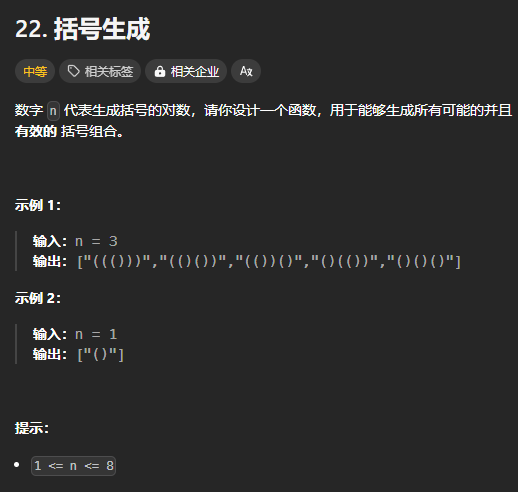 22. 括号生成
中等 相关标签 相关企业 A文
数字 n 代表生成括号的对数，请你设计一个函数，用于能够生成所有可能的并且
有效的 括号组合。
示例 1：
输入：n = 3
输出：["((()))","(()())","(())()","()(())","()()()"]
示例 2：
输入：n = 1
输出：["()"]
提示：
1 <= n <= 8